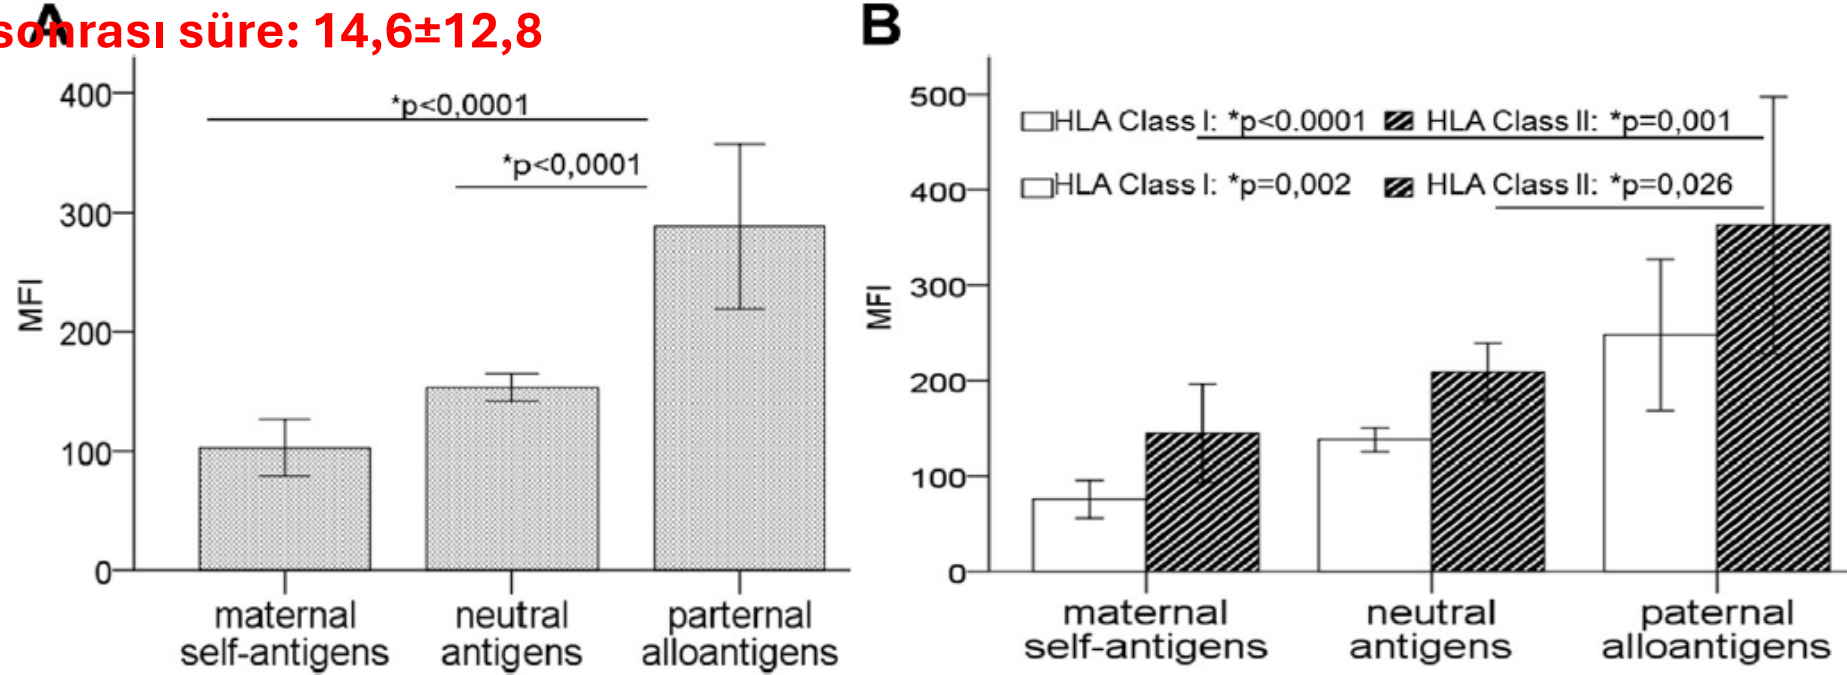 sonrası süre: 14,6±12,8
A
400
300
200
100
0
MFI
*p<0,0001
*p<0,0001
maternal
self-antigens
neutral
antigens
parternal
alloantigens
B
500
400
300
200
100
0
MFI
HLA Class I: *p<0.0001 HLA Class II: *p=0,001
HLA Class I: *p=0,002 HLA Class II: *p=0,026
maternal
self-antigens
neutral
antigens
paternal
alloantigens